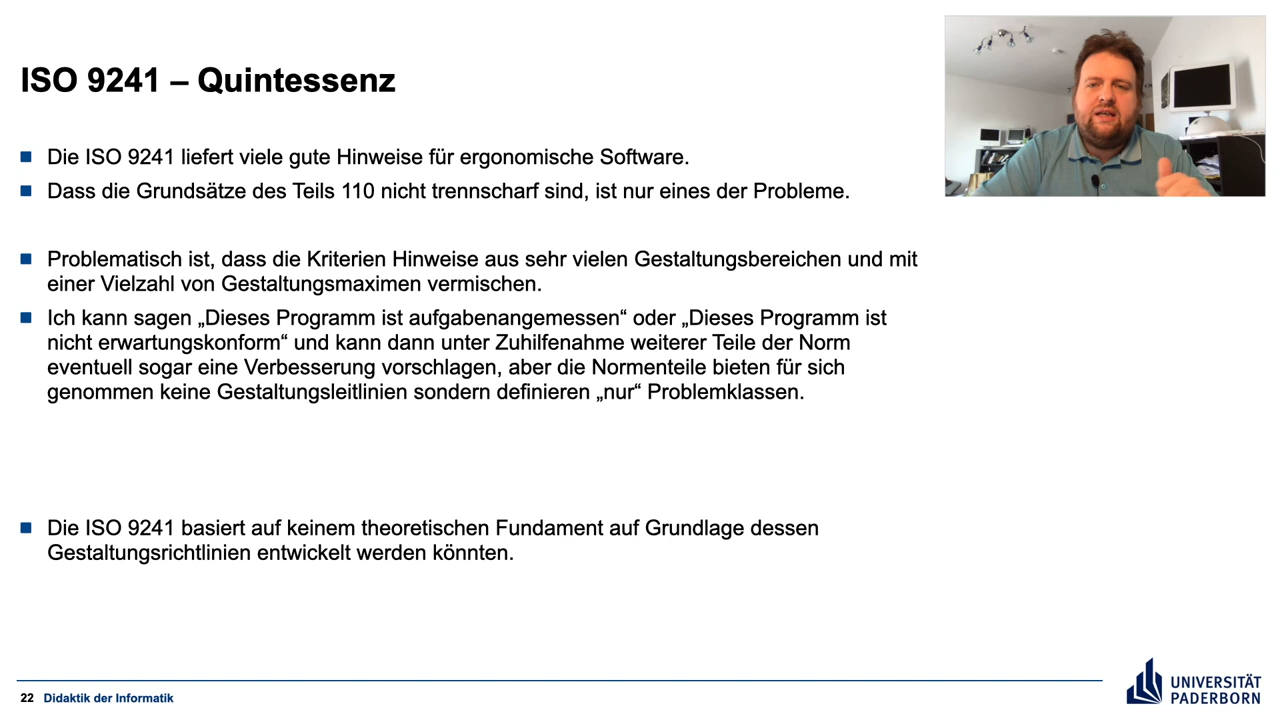 ISO 9241 – Quintessenz
Die ISO 9241 liefert viele gute Hinweise für ergonomische Software.
Dass die Grundsätze des Teils 110 nicht trennscharf sind, ist nur eines der Probleme.
Problematisch ist, dass die Kriterien Hinweise aus sehr vielen Gestaltungsbereichen und mit
einer Vielzahl von Gestaltungsmaximen vermischen.
Ich kann sagen „Dieses Programm ist aufgabenangemessen“ oder „Dieses Programm ist
nicht erwartungskonform“ und kann dann unter Zuhilfenahme weiterer Teile der Norm
eventuell sogar eine Verbesserung vorschlagen, aber die Normenteile bieten für sich
genommen keine Gestaltungsleitlinien sondern definieren „nur“ Problemklassen.
Die ISO 9241 basiert auf keinem theoretischen Fundament auf Grundlage dessen
Gestaltungsrichtlinien entwickelt werden könnten.
22 Didaktik der Informatik
UNIVERSITÄT
PADERBORN